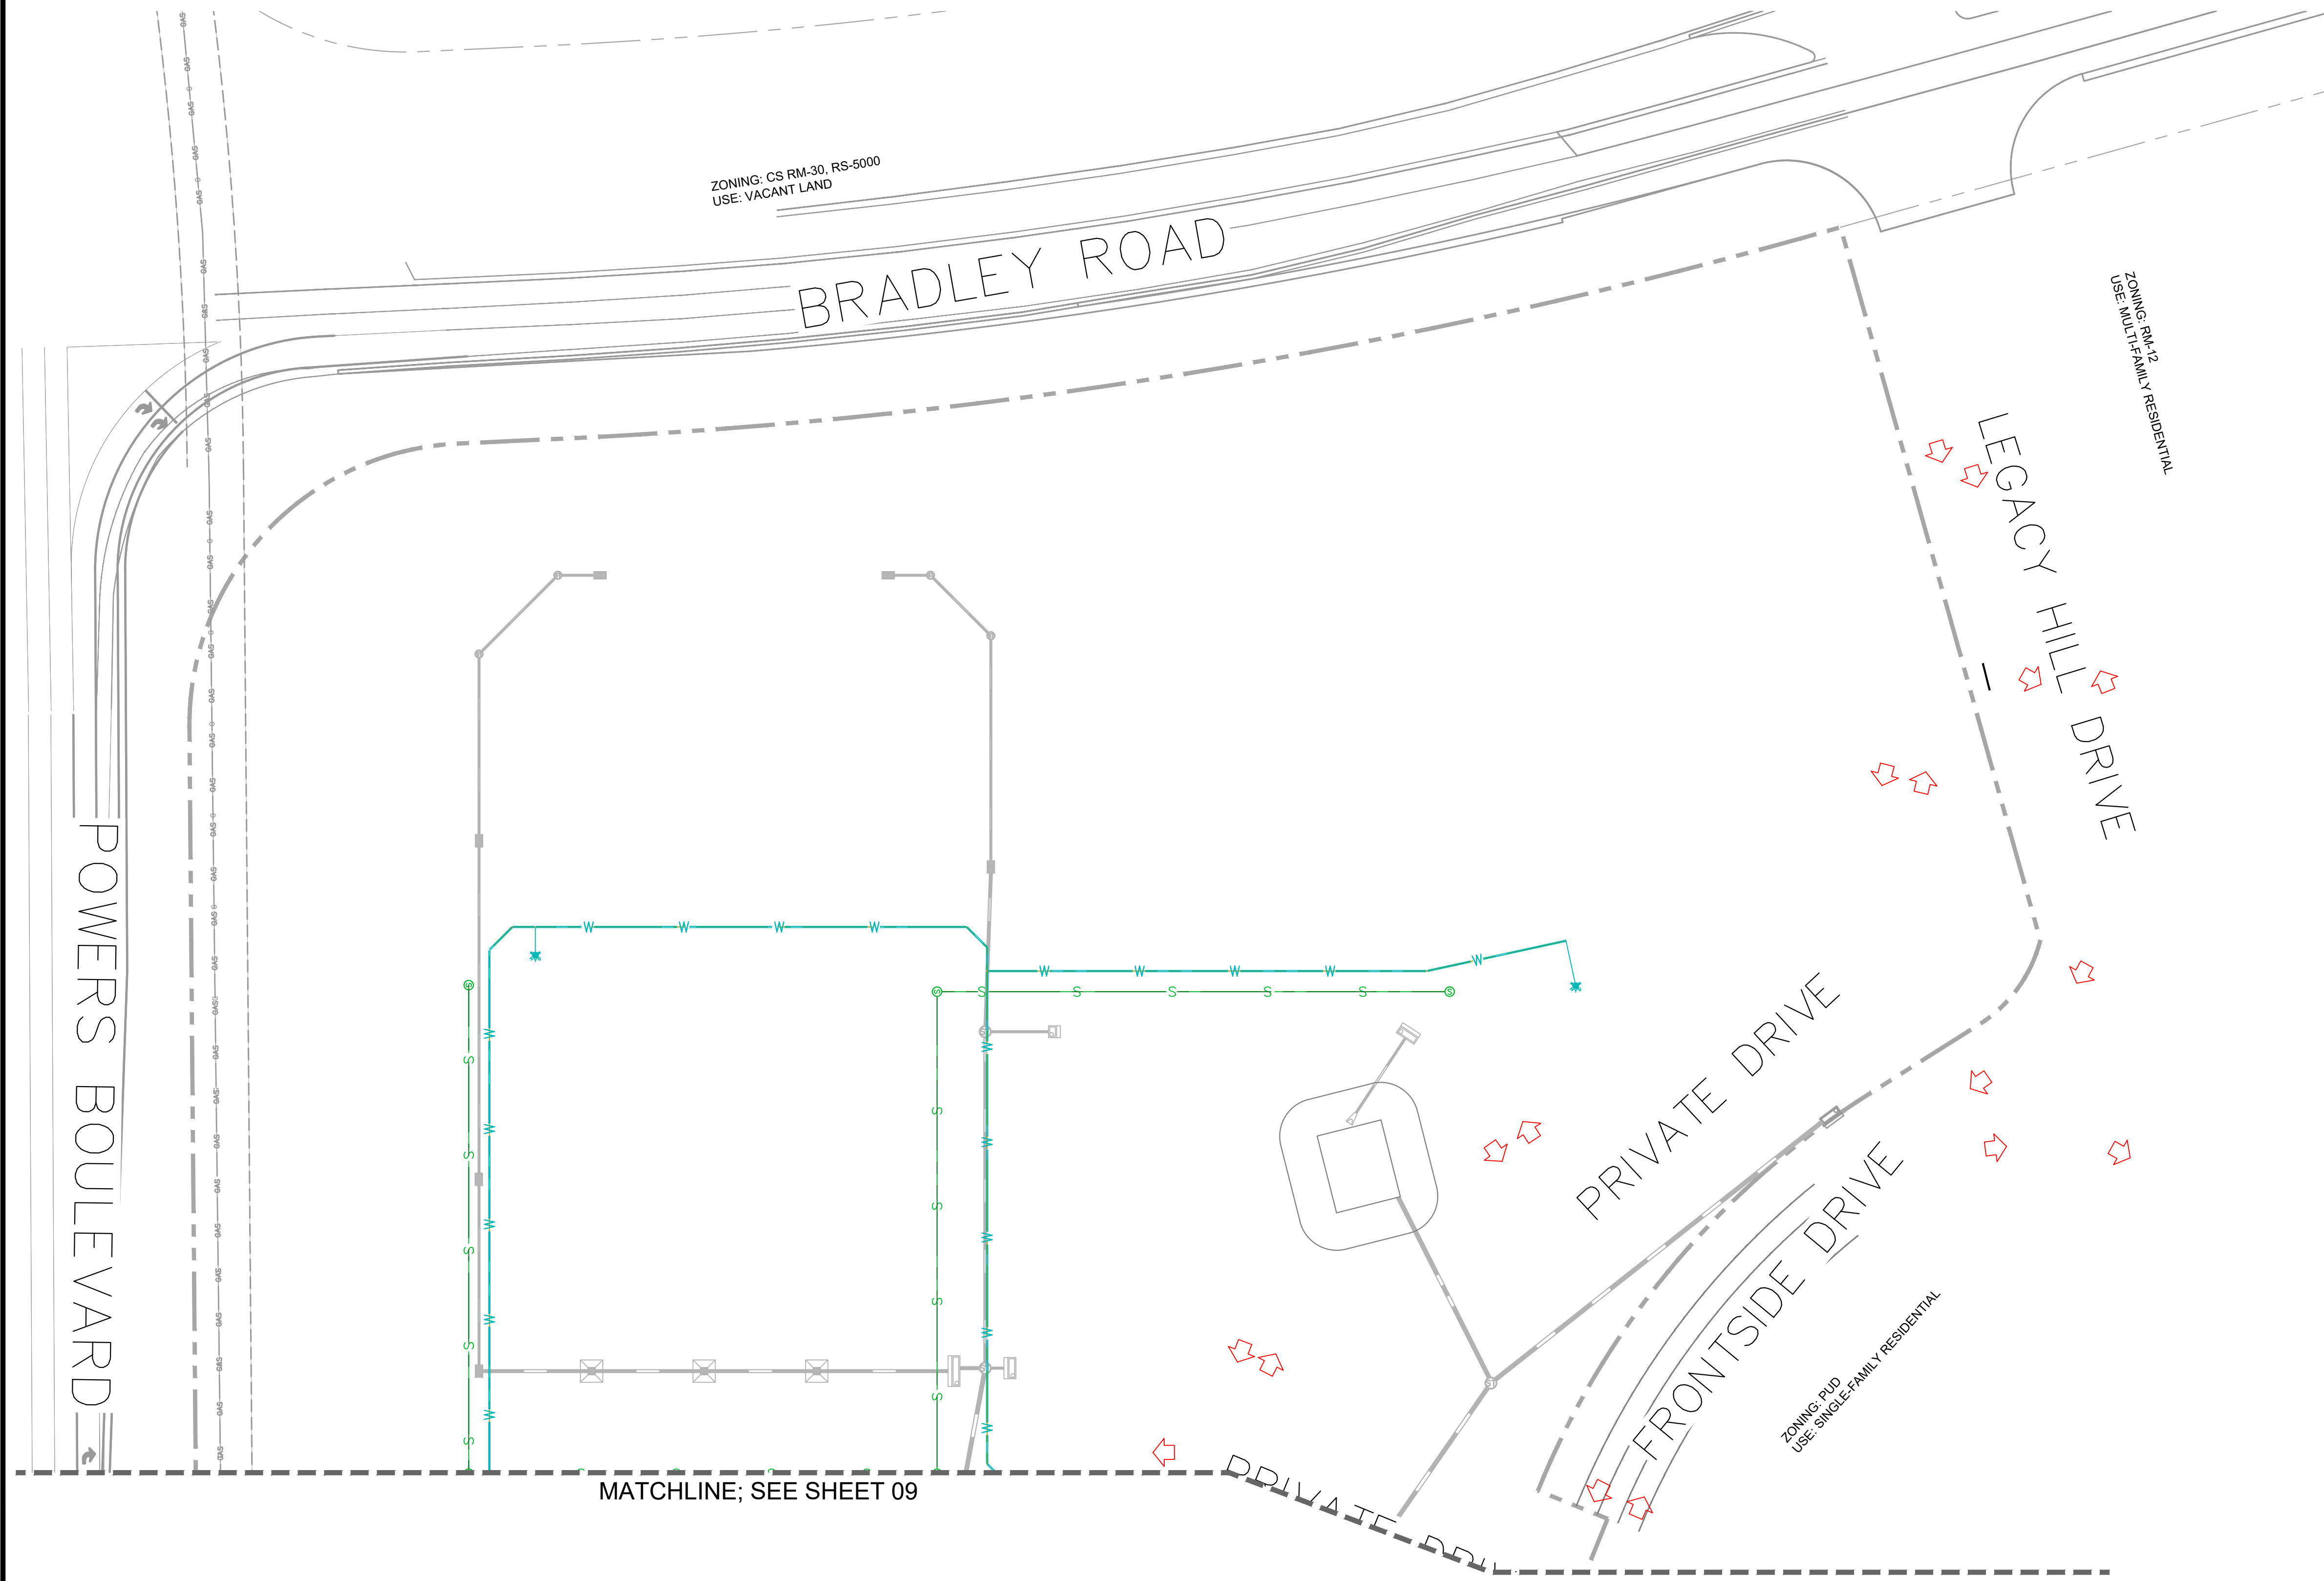 ZONING: CS RM-30, RS-5000
USE: VACANT LAND
BRADLEY ROAD
ZONING: RM-12
USE: MULTI-FAMILY RESIDENTIAL
LEGACY HILL DRIVE
POWERS BOULEVARD
PRIVATE DRIVE
FRONTSIDE DRIVE
ZONING: PUD
USE: SINGLE-FAMILY RESIDENTIAL
MATCHLINE; SEE SHEET 09
GAS
W
S